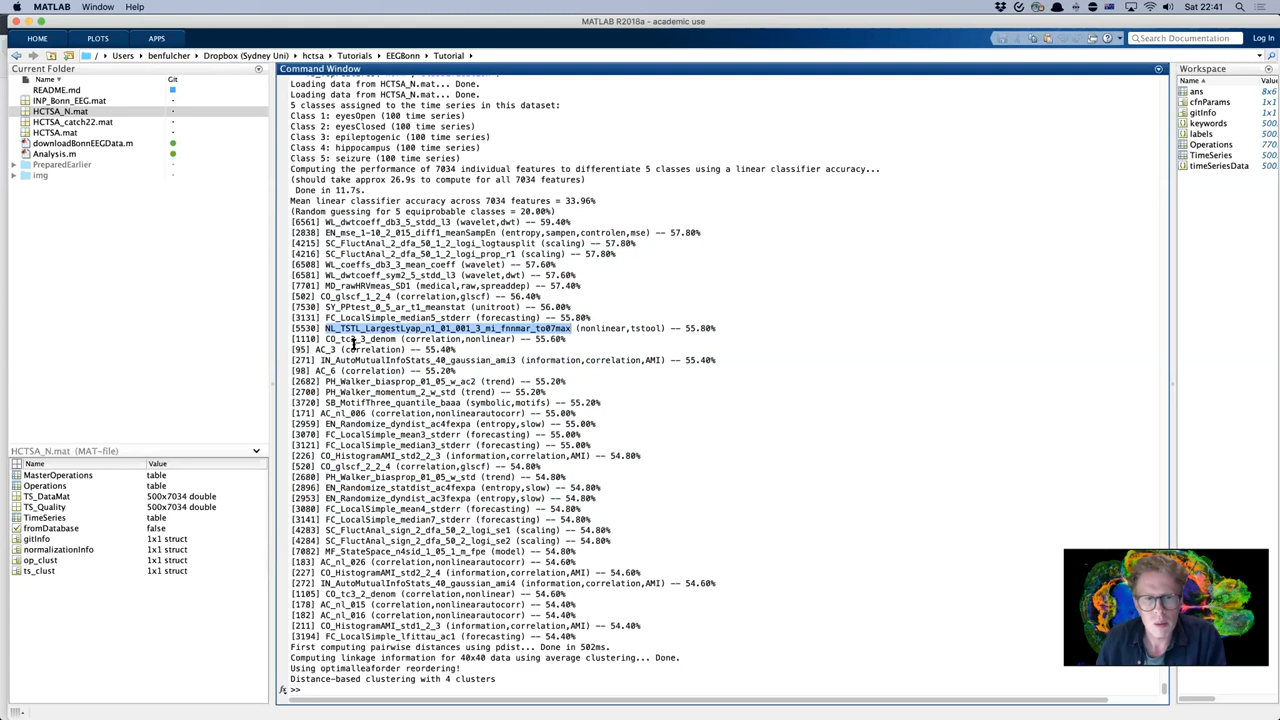 MATLAB Window Help Sat 22:41
MATLAB R2018a - academic use
HOME PLOTS APPS Search Documentation Log In
/ Users benfulcher Dropbox (Sydney Uni) hctsa Tutorials EEGBonn Tutorial
Current Folder
Name Git
README.md
INP_Bonn_EEG.mat
HCTSA_N.mat
HCTSA_catch22.mat
HCTSA.mat
downloadBonnEEGData.m
Analysis.m
PreparedEarlier
img
HCTSA_N.mat (MAT-file)
Name Value
MasterOperations table
Operations table
TS_DataMat 500x7034 double
TS_Quality 500x7034 double
TimeSeries table
fromDatabase false
gitInfo 1x1 struct
normalizationInfo 1x1 struct
op_clust 1x1 struct
ts_clust 1x1 struct
Command Window
Loading data from HCTSA_N.mat... Done.
Loading data from HCTSA_N.mat... Done.
5 classes assigned to the time series in this dataset:
Class 1: eyesOpen (100 time series)
Class 2: eyesClosed (100 time series)
Class 3: epileptogenic (100 time series)
Class 4: hippocampus (100 time series)
Class 5: seizure (100 time series)
Computing the performance of 7034 individual features to differentiate 5 classes using a linear classifier accuracy...
(should take approx 26.9s to compute for all 7034 features)
Done in 11.7s.
Mean linear classifier accuracy across 7034 features = 33.96%
(Random guessing for 5 equiprobable classes = 20.00%)
[6561] WL_dwtcoeff_db3_5_stdd_l3 (wavelet,dwt) -- 59.40%
[2838] EN_mse_1-10_2_015_diff1_meanSampEn (entropy,sampen,controlen,mse) -- 57.80%
[4215] SC_FluctAnal_2_dfa_50_1_2_logi_logtausplit (scaling) -- 57.80%
[4216] SC_FluctAnal_2_dfa_50_1_2_logi_prop_r1 (scaling) -- 57.80%
[6508] WL_coeffs_db3_3_mean_coeff (wavelet) -- 57.60%
[6581] WL_dwtcoeff_sym2_5_stdd_l3 (wavelet,dwt) -- 57.60%
[7701] MD_rawHRVmeas_SD1 (medical,raw,spreaddep) -- 57.40%
[502] CO_glscf_1_2_4 (correlation,glscf) -- 56.40%
[7530] SY_PPtest_0_5_ar_t1_meanstat (unitroot) -- 56.00%
[3131] FC_LocalSimple_median5_stderr (forecasting) -- 55.80%
[5530] NL_TSTL_LargestLyap_n1_01_001_3_mi_fnnmar_to07max (nonlinear,tstool) -- 55.80%
[1110] CO_tc3_3_denom (correlation,nonlinear) -- 55.60%
[95] AC_3 (correlation) -- 55.40%
[271] IN_AutoMutualInfoStats_40_gaussian_ami3 (information,correlation,AMI) -- 55.40%
[98] AC_6 (correlation) -- 55.20%
[2682] PH_Walker_biasprop_01_05_w_ac2 (trend) -- 55.20%
[2700] PH_Walker_momentum_2_w_std (trend) -- 55.20%
[3720] SB_MotifThree_quantile_baaa (symbolic,motifs) -- 55.20%
[171] AC_nl_006 (correlation,nonlinearautocorr) -- 55.00%
[2959] EN_Randomize_dyndist_ac4fexpa (entropy,slow) -- 55.00%
[3070] FC_LocalSimple_mean3_stderr (forecasting) -- 55.00%
[3121] FC_LocalSimple_median3_stderr (forecasting) -- 55.00%
[226] CO_HistogramAMI_std2_2_3 (information,correlation,AMI) -- 54.80%
[520] CO_glscf_2_2_4 (correlation,glscf) -- 54.80%
[2680] PH_Walker_biasprop_01_05_w_std (trend) -- 54.80%
[2896] EN_Randomize_statdist_ac4fexpa (entropy,slow) -- 54.80%
[2953] EN_Randomize_dyndist_ac3fexpa (entropy,slow) -- 54.80%
[3080] FC_LocalSimple_mean4_stderr (forecasting) -- 54.80%
[3141] FC_LocalSimple_median7_stderr (forecasting) -- 54.80%
[4283] SC_FluctAnal_sign_2_dfa_50_2_logi_se1 (scaling) -- 54.80%
[4284] SC_FluctAnal_sign_2_dfa_50_2_logi_se2 (scaling) -- 54.80%
[7082] MF_StateSpace_n4sid_1_05_1_m_fpe (model) -- 54.80%
[183] AC_nl_026 (correlation,nonlinearautocorr) -- 54.60%
[227] CO_HistogramAMI_std2_2_4 (information,correlation,AMI) -- 54.60%
[272] IN_AutoMutualInfoStats_40_gaussian_ami4 (information,correlation,AMI) -- 54.60%
[1105] CO_tc3_2_denom (correlation,nonlinear) -- 54.60%
[178] AC_nl_015 (correlation,nonlinearautocorr) -- 54.40%
[182] AC_nl_016 (correlation,nonlinearautocorr) -- 54.40%
[211] CO_HistogramAMI_std1_2_3 (information,correlation,AMI) -- 54.40%
[3194] FC_LocalSimple_lfittau_ac1 (forecasting) -- 54.40%
First computing pairwise distances using pdist... Done in 502ms.
Computing linkage information for 40x40 data using average clustering... Done.
Using optimalleaforder reordering!
Distance-based clustering with 4 clusters
fx >>
Workspace
Name Value
ans 8x6
cfnParams 1x1
gitInfo 1x1
keywords 500.
labels 500.
Operations 770.
TimeSeries 500.
timeSeriesData 500.